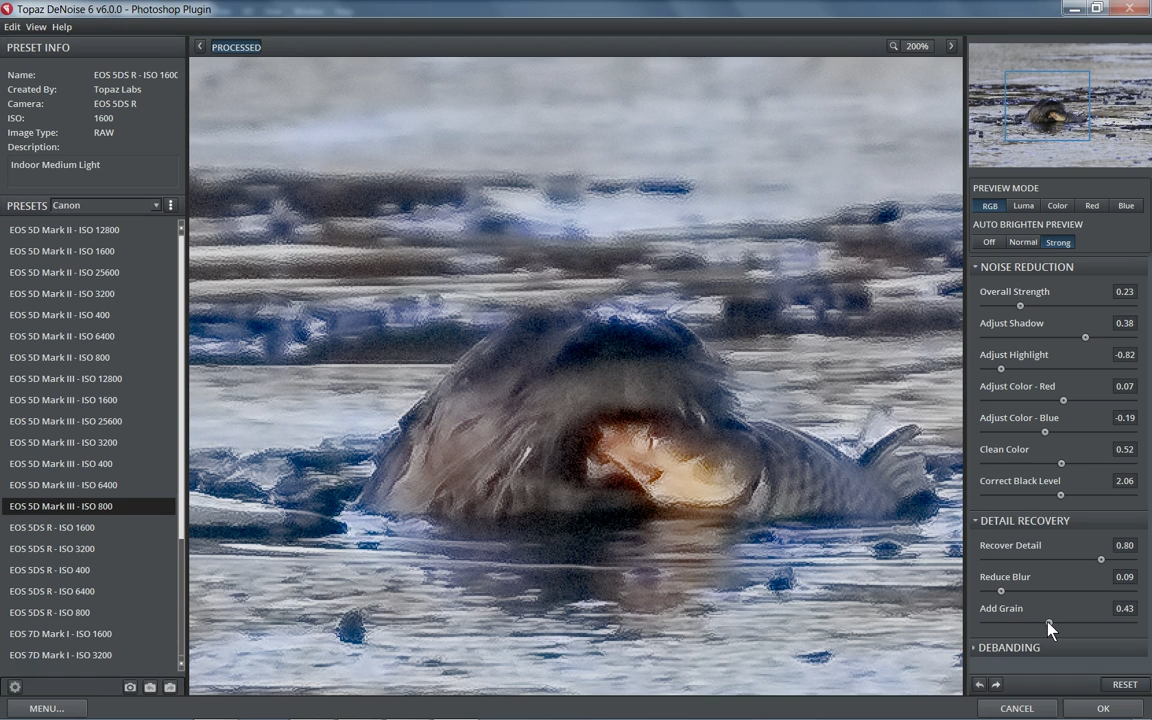 Topaz DeNoise 6 v6.0.0 - Photoshop Plugin
Edit View Help
PRESET INFO
Name: EOS 5DS R - ISO 160
Created By: Topaz Labs
Camera: EOS 5DS R
ISO: 1600
Image Type: RAW
Description:
Indoor Medium Light
PRESETS Canon
EOS 5D Mark II - ISO 12800
EOS 5D Mark II - ISO 1600
EOS 5D Mark II - ISO 25600
EOS 5D Mark II - ISO 3200
EOS 5D Mark II - ISO 400
EOS 5D Mark II - ISO 6400
EOS 5D Mark II - ISO 800
EOS 5D Mark III - ISO 12800
EOS 5D Mark III - ISO 1600
EOS 5D Mark III - ISO 25600
EOS 5D Mark III - ISO 3200
EOS 5D Mark III - ISO 400
EOS 5D Mark III - ISO 6400
EOS 5D Mark III - ISO 800
EOS 5DS R - ISO 1600
EOS 5DS R - ISO 3200
EOS 5DS R - ISO 400
EOS 5DS R - ISO 6400
EOS 5DS R - ISO 800
EOS 7D Mark I - ISO 1600
EOS 7D Mark I - ISO 3200
MENU...
PROCESSED
200%
PREVIEW MODE
RGB Luma Color Red Blue
AUTO BRIGHTEN PREVIEW
Off Normal Strong
NOISE REDUCTION
Overall Strength 0.23
Adjust Shadow 0.38
Adjust Highlight -0.82
Adjust Color - Red 0.07
Adjust Color - Blue -0.19
Clean Color 0.52
Correct Black Level 2.06
DETAIL RECOVERY
Recover Detail 0.80
Reduce Blur 0.09
Add Grain 0.43
DEBANDING
RESET
CANCEL OK